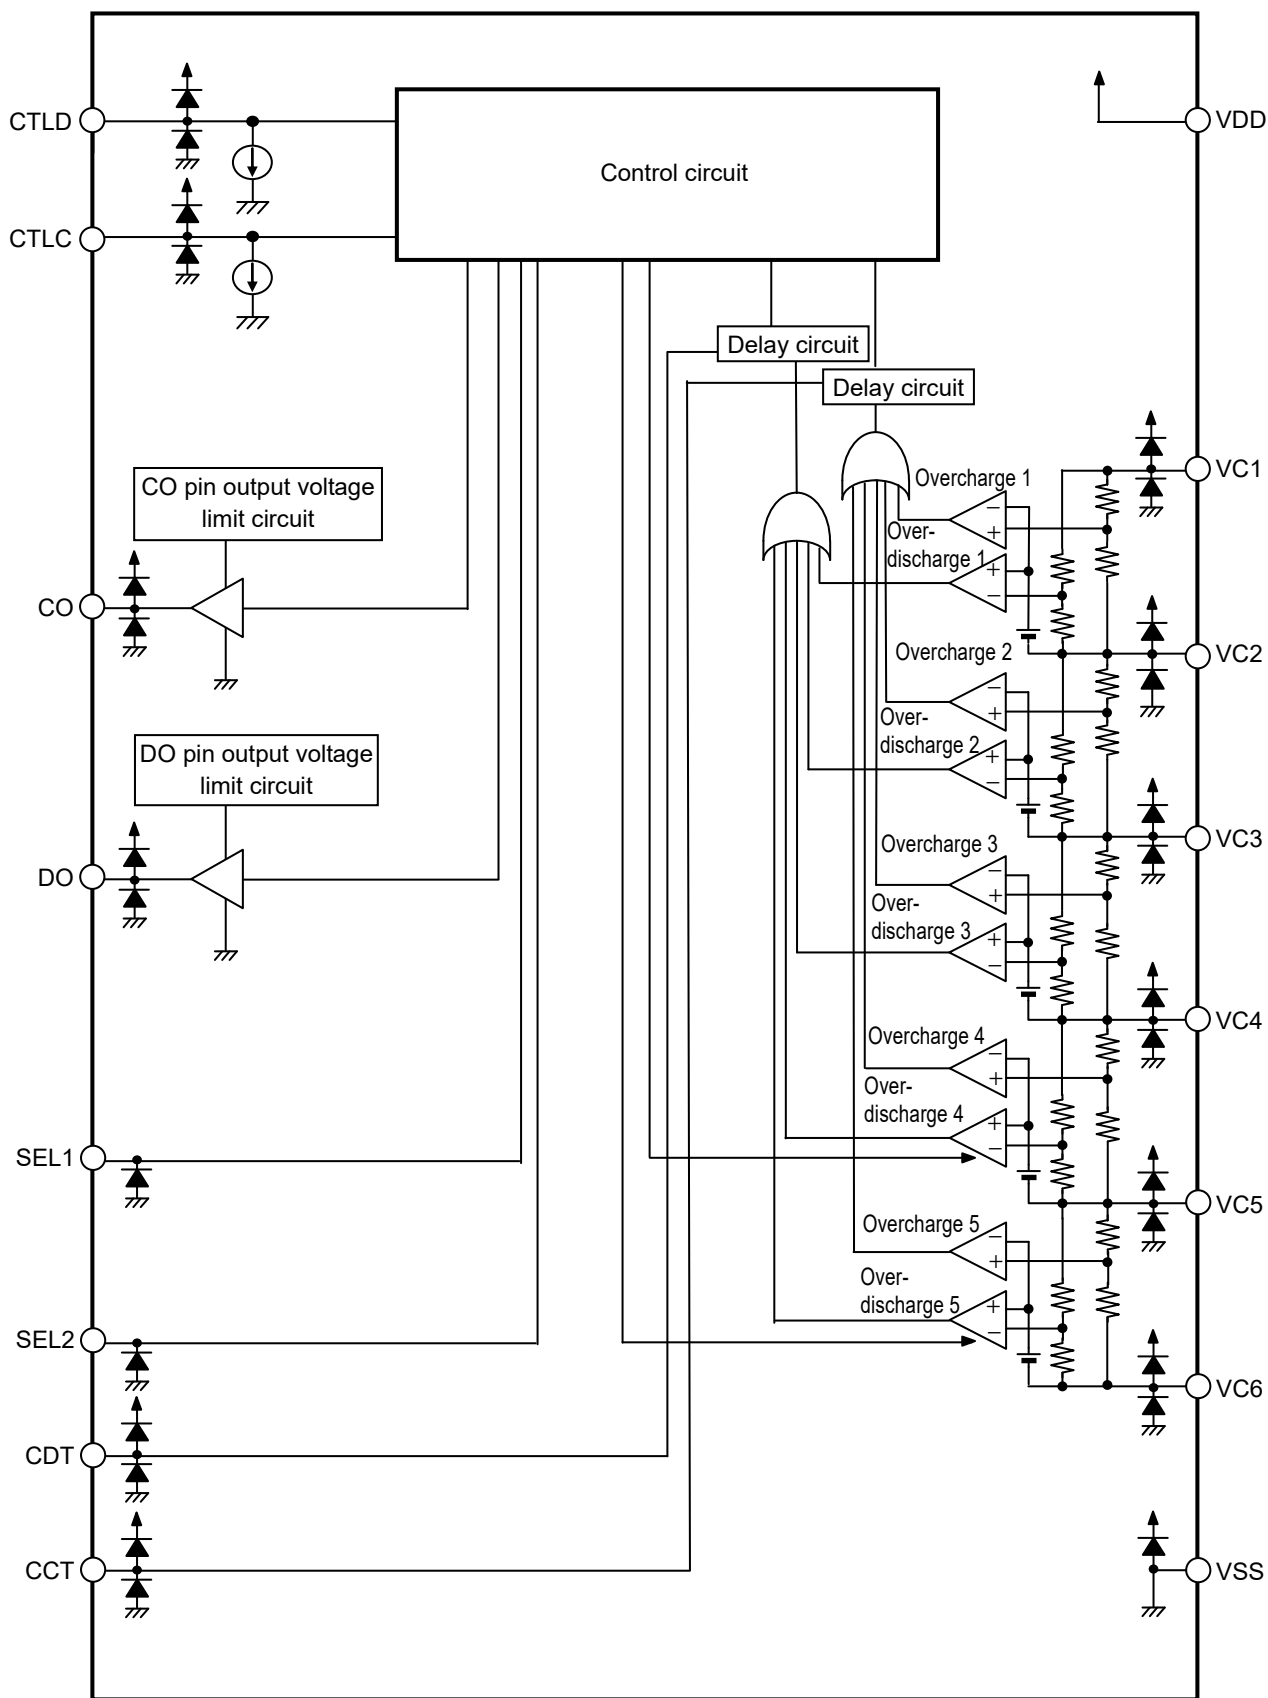 CTLD
Control circuit
VDD
CTLC
Delay circuit
Delay circuit
CO pin output voltage
limit circuit
VC1
Overcharge 1
−
+
Over-
discharge 1
+
−
CO
VC2
Overcharge 2
−
+
Over-
discharge 2
+
−
DO pin output voltage
limit circuit
VC3
Overcharge 3
−
+
DO
Over-
discharge 3
+
−
VC4
Overcharge 4
−
+
Over-
discharge 4
+
−
SEL1
VC5
Overcharge 5
−
+
Over-
discharge 5
+
−
SEL2
VC6
CDT
CCT
VSS